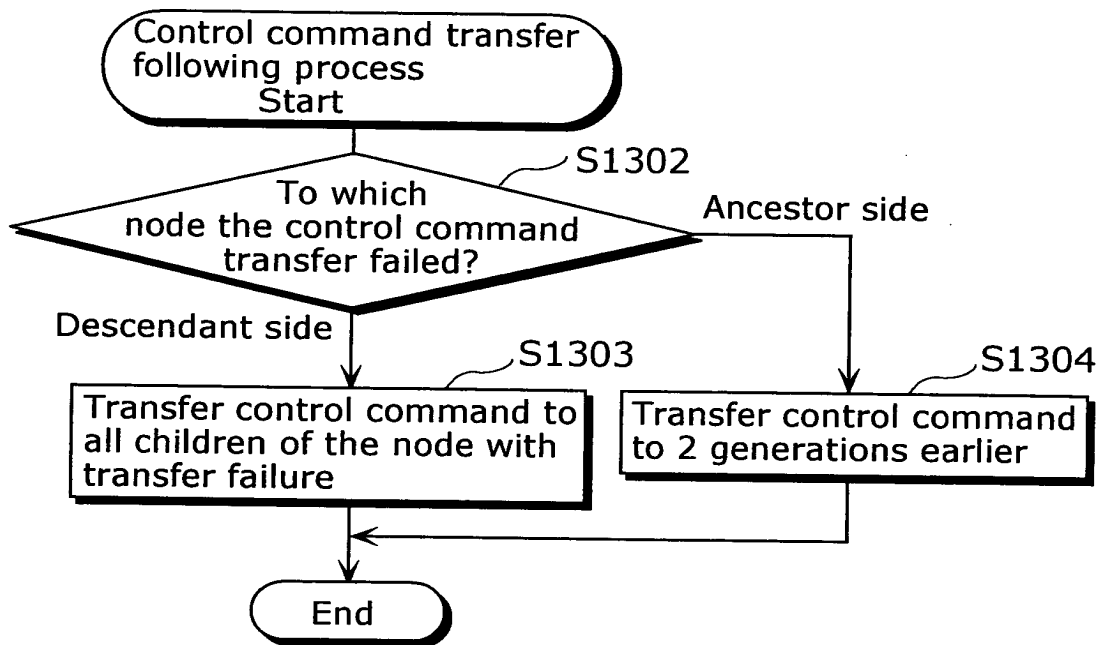 Control command transfer
following process
Start
S1302
To which
node the control command
transfer failed?
Ancestor side
Descendant side
S1303
Transfer control command to
all children of the node with
transfer failure
S1304
Transfer control command
to 2 generations earlier
End